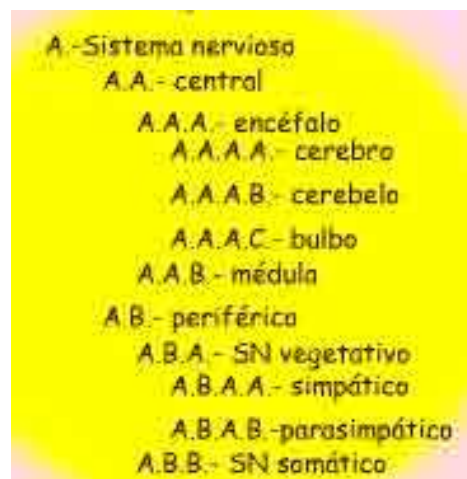 A.-Sistema nervioso
A.A.- central
A.A.A.- encéfalo
A.A.A.A.- cerebro
A.A.A.B.- cerebelo
A.A.A.C.- bulbo
A.A.B.- médula
A.B.- periférico
A.B.A.- SN vegetativo
A.B.A.A.- simpático
A.B.A.B.-parasimpático
A.B.B.- SN somático